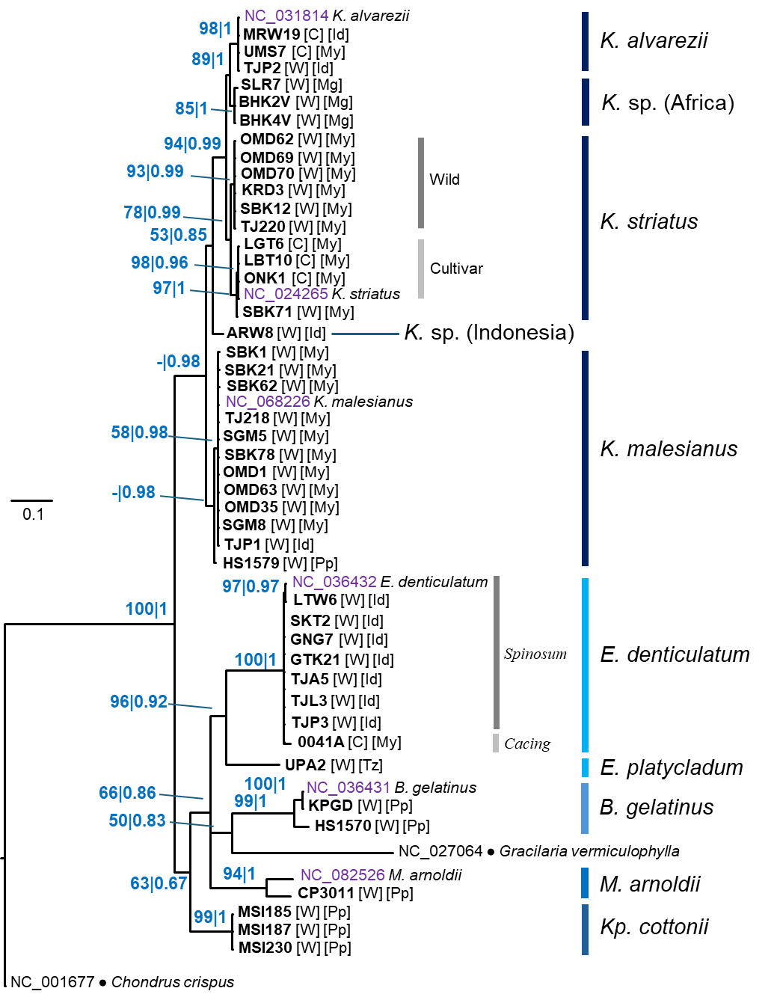 NC_031814 K. alvarezii
98|1
MRW19 [C] [Id]
K. alvarezii
UMS7 [C] [My]
89|1
TJP2 [W] [Id]
SLR7 [W] [Mg]
BHK2V [W] [Mg]
K. sp. (Africa)
85|1
BHK4V [W] [Mg]
OMD62 [W] [My]
94|0.99
OMD69 [W] [My]
93|0.99
OMD70 [W] [My]
Wild
KRD3 [W] [My]
SBK12 [W] [My]
78|0.99
K. striatus
TJ220 [W] [My]
53|0.85
LGT6 [C] [My]
98|0.96
LBT10 [C] [My]
Cultivar
ONK1 [C] [My]
97|1
NC_024265 K. striatus
SBK71 [W] [My]
ARW8 [W] [Id]
K. sp. (Indonesia)
SBK1 [W] [My]
-|0.98
SBK21 [W] [My]
SBK62 [W] [My]
NC_068226 K. malesianus
TJ218 [W] [My]
58|0.98
SGM5 [W] [My]
SBK78 [W] [My]
K. malesianus
OMD1 [W] [My]
-|0.98
OMD63 [W] [My]
OMD35 [W] [My]
0.1
SGM8 [W] [My]
TJP1 [W] [Id]
HS1579 [W] [Pp]
97|0.97
NC_036432 E. denticulatum
LTW6 [W] [Id]
100|1
SKT2 [W] [Id]
GNG7 [W] [Id]
Spinosum
E. denticulatum
100|1
GTK21 [W] [Id]
TJA5 [W] [Id]
96|0.92
TJL3 [W] [Id]
TJP3 [W] [Id]
0041A [C] [My]
Cacing
UPA2 [W] [Tz]
E. platycladum
100|1
NC_036431 B. gelatinus
66|0.86
99|1
KPGD [W] [Pp]
B. gelatinus
50|0.83
HS1570 [W] [Pp]
NC_027064 ● Gracilaria vermiculophylla
94|1
NC_082526 M. arnoldii
63|0.67
M. arnoldii
CP3011 [W] [Pp]
99|1
MSI185 [W] [Pp]
MSI187 [W] [Pp]
Kp. cottonii
MSI230 [W] [Pp]
NC_001677 ● Chondrus crispus